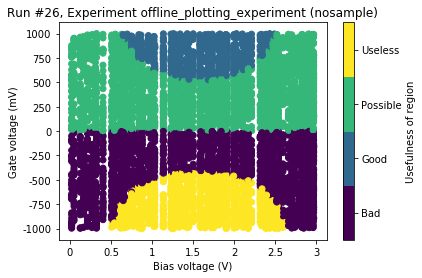 Run #26, Experiment offline_plotting_experiment (nosample)
1000
750
500
250
0
-250
-500
-750
-1000
Gate voltage (mV)
0
0.5
1
1.5
2
2.5
3
Bias voltage (V)
Useless
Possible
Good
Bad
Usefulness of region